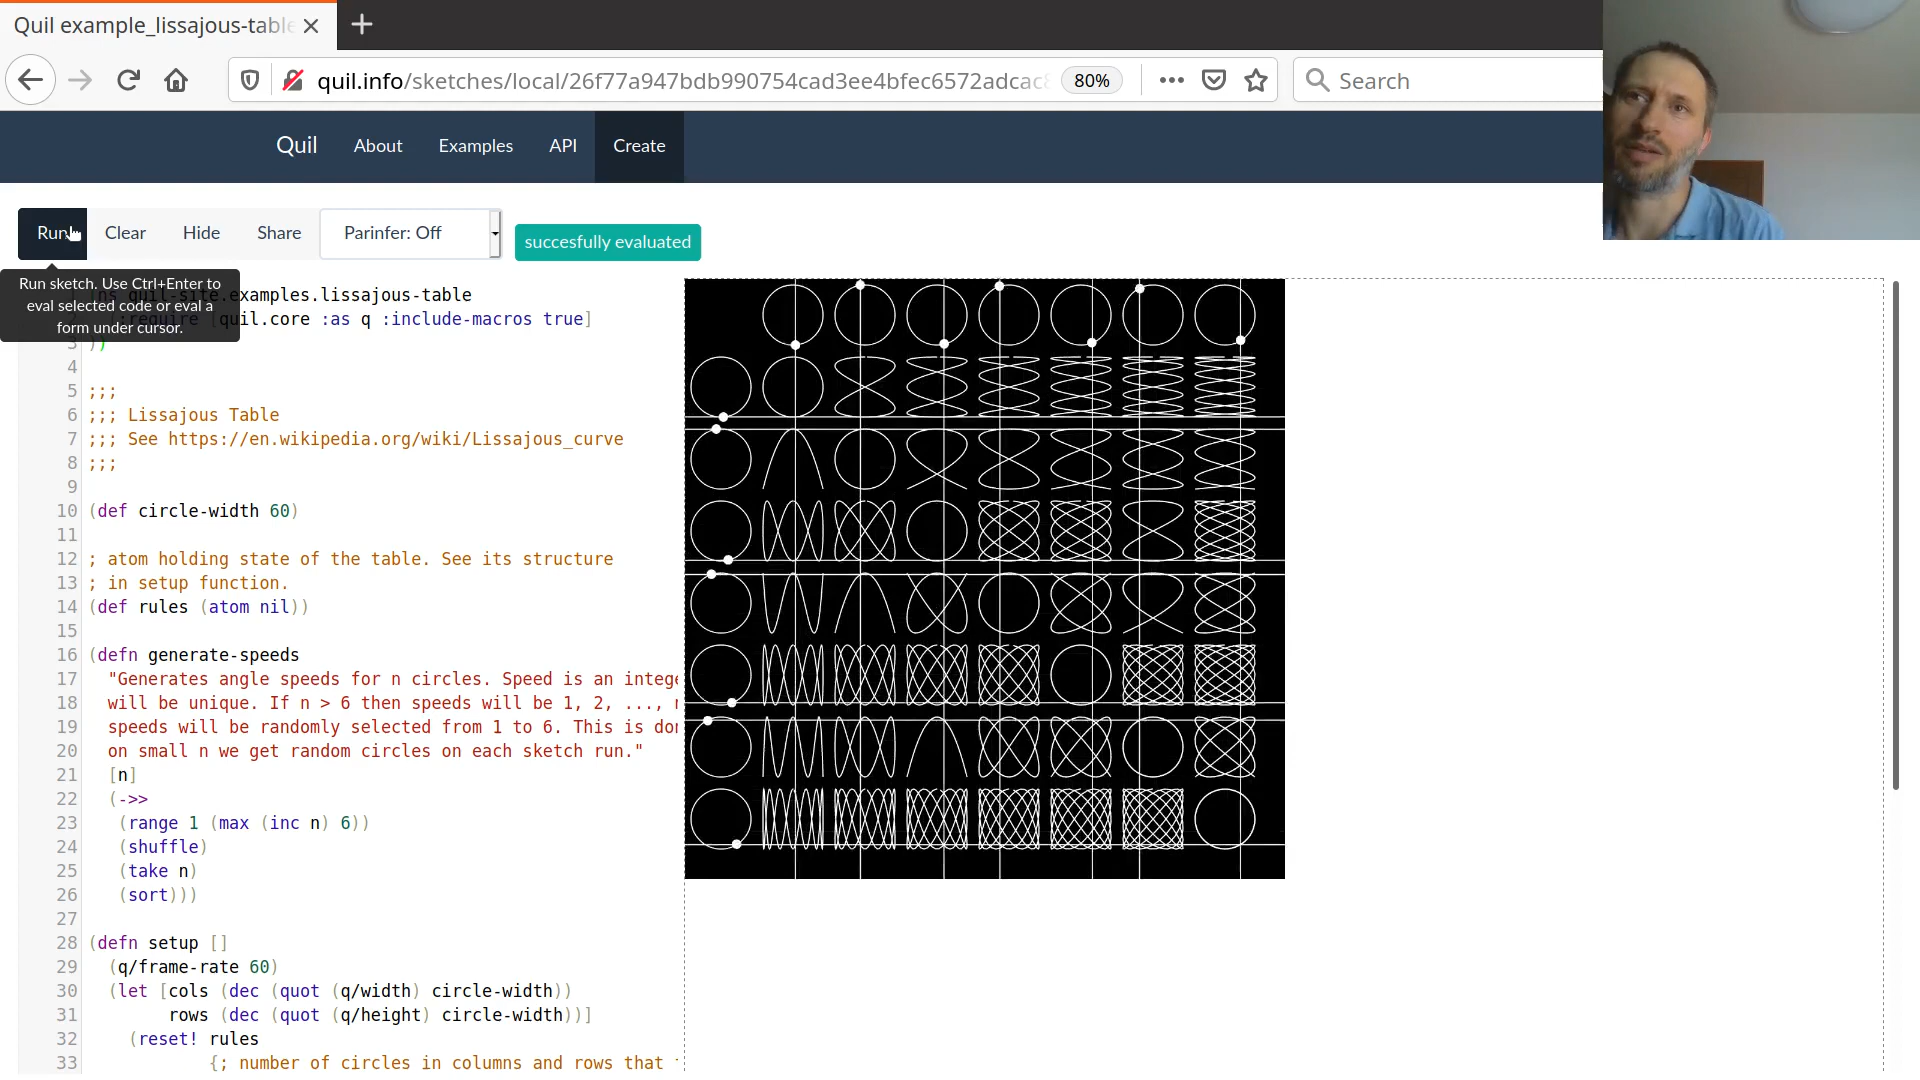 Quil example_lissajous-table
quil.info/sketches/local/26f77a947bdb990754cad3ee4bfec6572adcac
80%
Search
Quil
About
Examples
API
Create
Run
Clear
Hide
Share
Parinfer: Off
succesfully evaluated
Run sketch. Use Ctrl+Enter to
eval selected code or eval a
form under cursor.
quil-site.examples.lissajous-table
[quil.core :as q :include-macros true]
3 ))
4
5 ;;;
6 ;;; Lissajous Table
7 ;;; See https://en.wikipedia.org/wiki/Lissajous_curve
8 ;;;
9
10 (def circle-width 60)
11
12 ; atom holding state of the table. See its structure
13 ; in setup function.
14 (def rules (atom nil))
15
16 (defn generate-speeds
17 "Generates angle speeds for n circles. Speed is an intege
18 will be unique. If n > 6 then speeds will be 1, 2, ...,
19 speeds will be randomly selected from 1 to 6. This is don
20 on small n we get random circles on each sketch run."
21 [n]
22 (->>
23 (range 1 (max (inc n) 6))
24 (shuffle)
25 (take n)
26 (sort)))
27
28 (defn setup []
29 (q/frame-rate 60)
30 (let [cols (dec (quot (q/width) circle-width))
31 rows (dec (quot (q/height) circle-width))]
32 (reset! rules
33 {; number of circles in columns and rows that